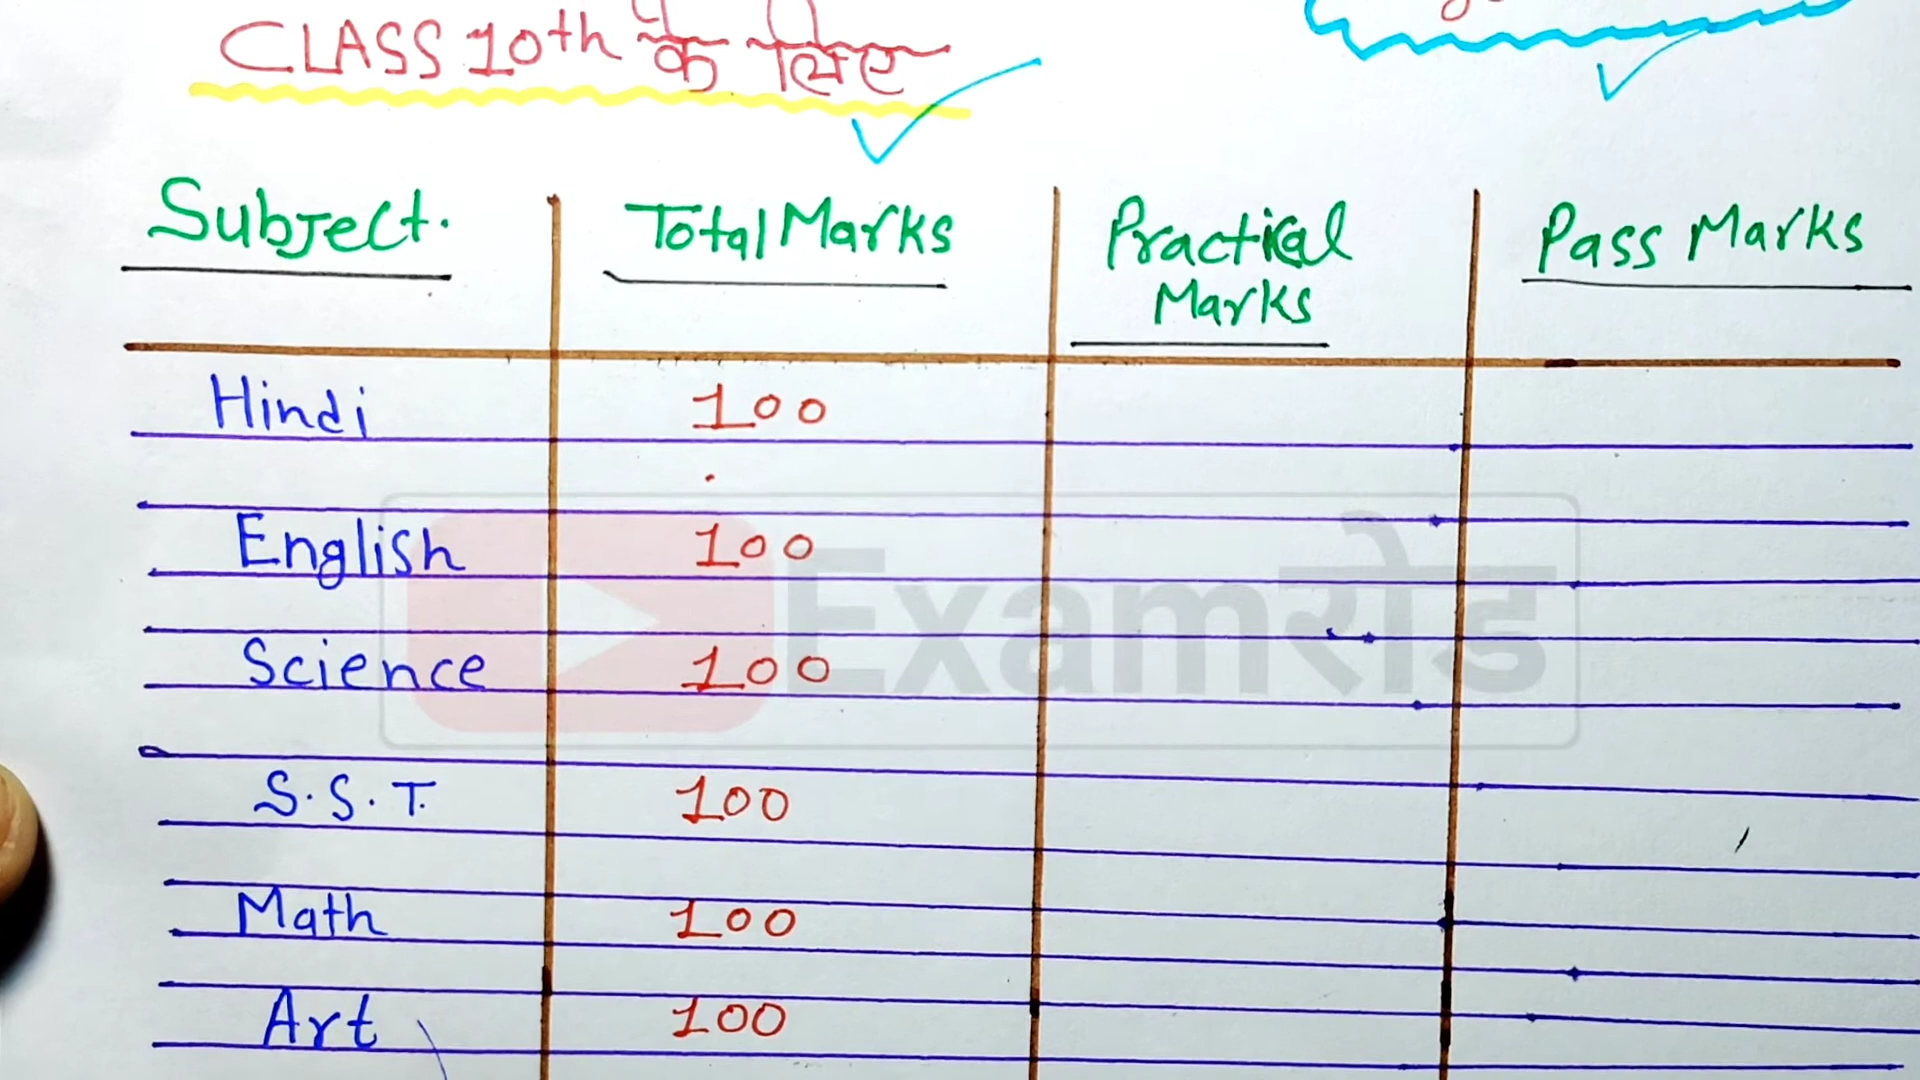 CLASS 10th के लिए
Subject. Total Marks Practical Marks Pass Marks
Hindi 100
English 100
Science 100
S.S.T. 100
Math 100
Art 100
Examरोड